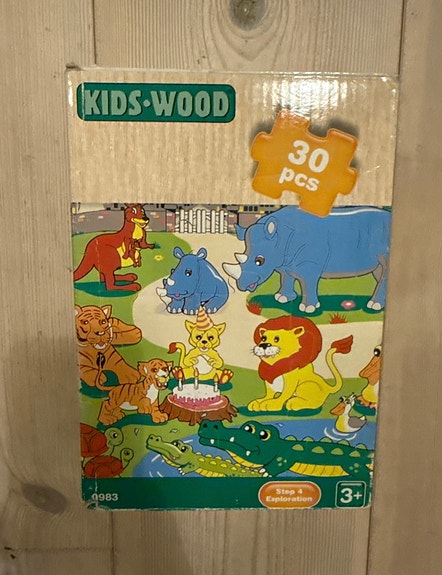 KIDS·WOOD
30
pcs
0983
Step 4
Exploration
3+